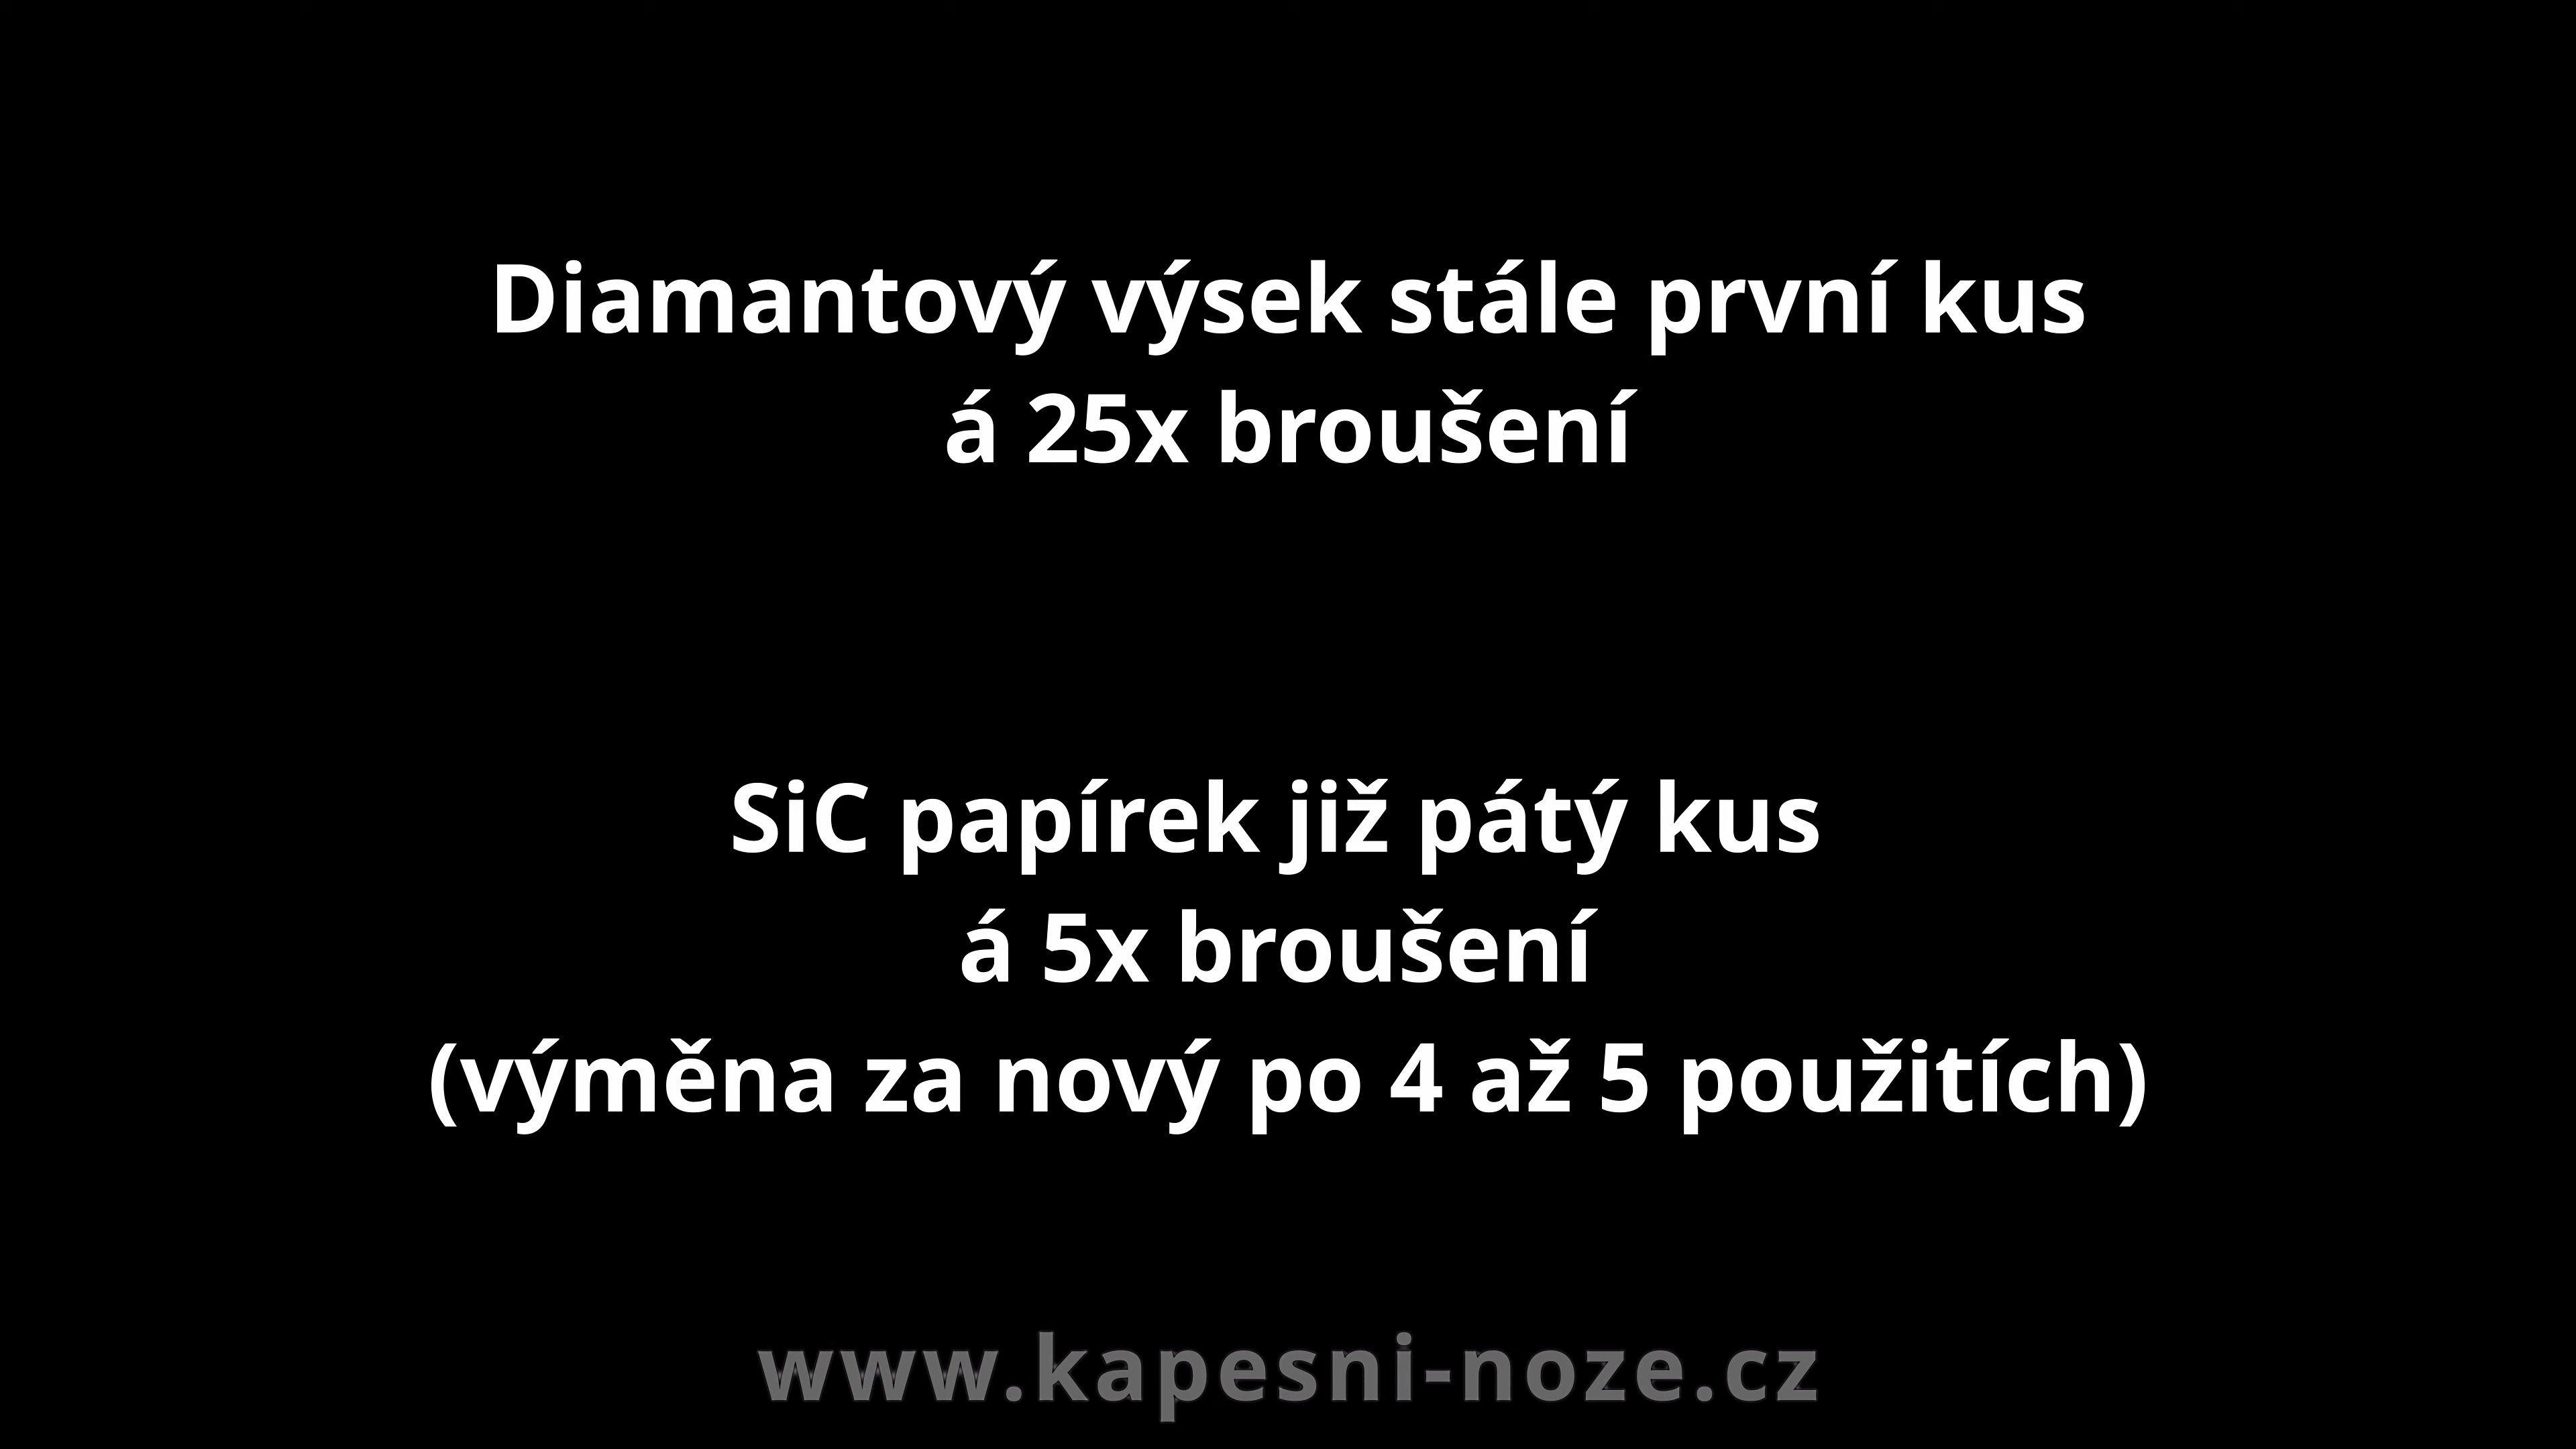 Diamantový výsek stále první kus
á 25x broušení
SiC papírek již pátý kus
á 5x broušení
(výměna za nový po 4 až 5 použitích)
www.kapesni-noze.cz